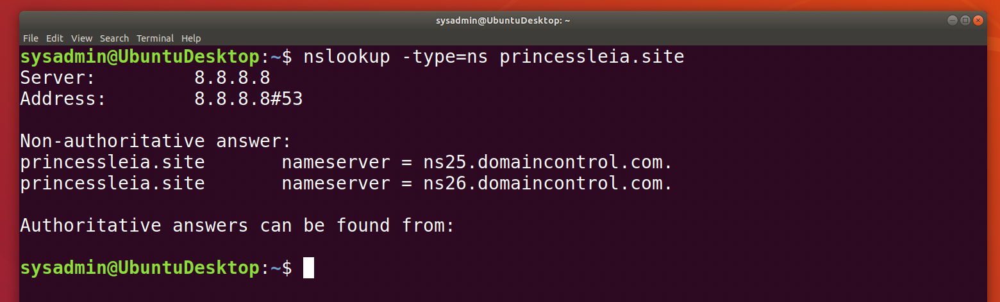 sysadmin@UbuntuDesktop: ~
File Edit View Search Terminal Help
sysadmin@UbuntuDesktop:~$ nslookup -type=ns princessleia.site
Server:		8.8.8.8
Address:	8.8.8.8#53
Non-authoritative answer:
princessleia.site	nameserver = ns25.domaincontrol.com.
princessleia.site	nameserver = ns26.domaincontrol.com.
Authoritative answers can be found from:
sysadmin@UbuntuDesktop:~$